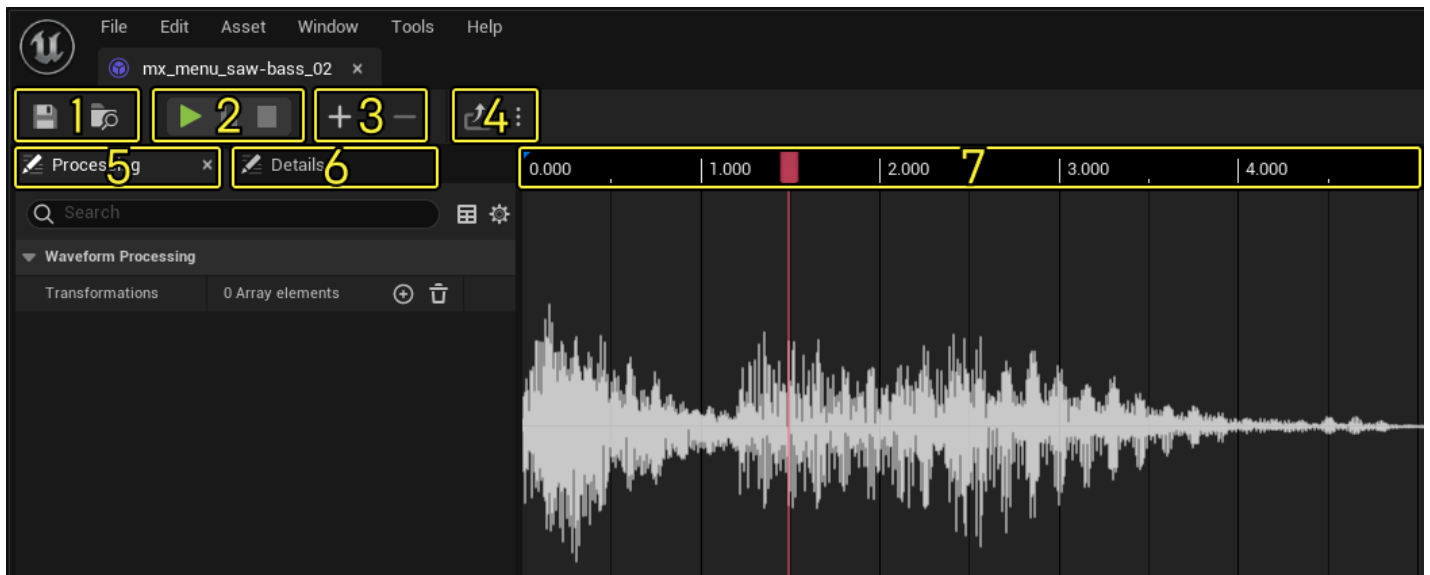 File Edit Asset Window Tools Help
mx_menu_saw-bass_02 ×
1 2 3 4
Processing × Details
5 6
0.000 1.000 2.000 7 3.000 4.000
Search
Waveform Processing
Transformations 0 Array elements